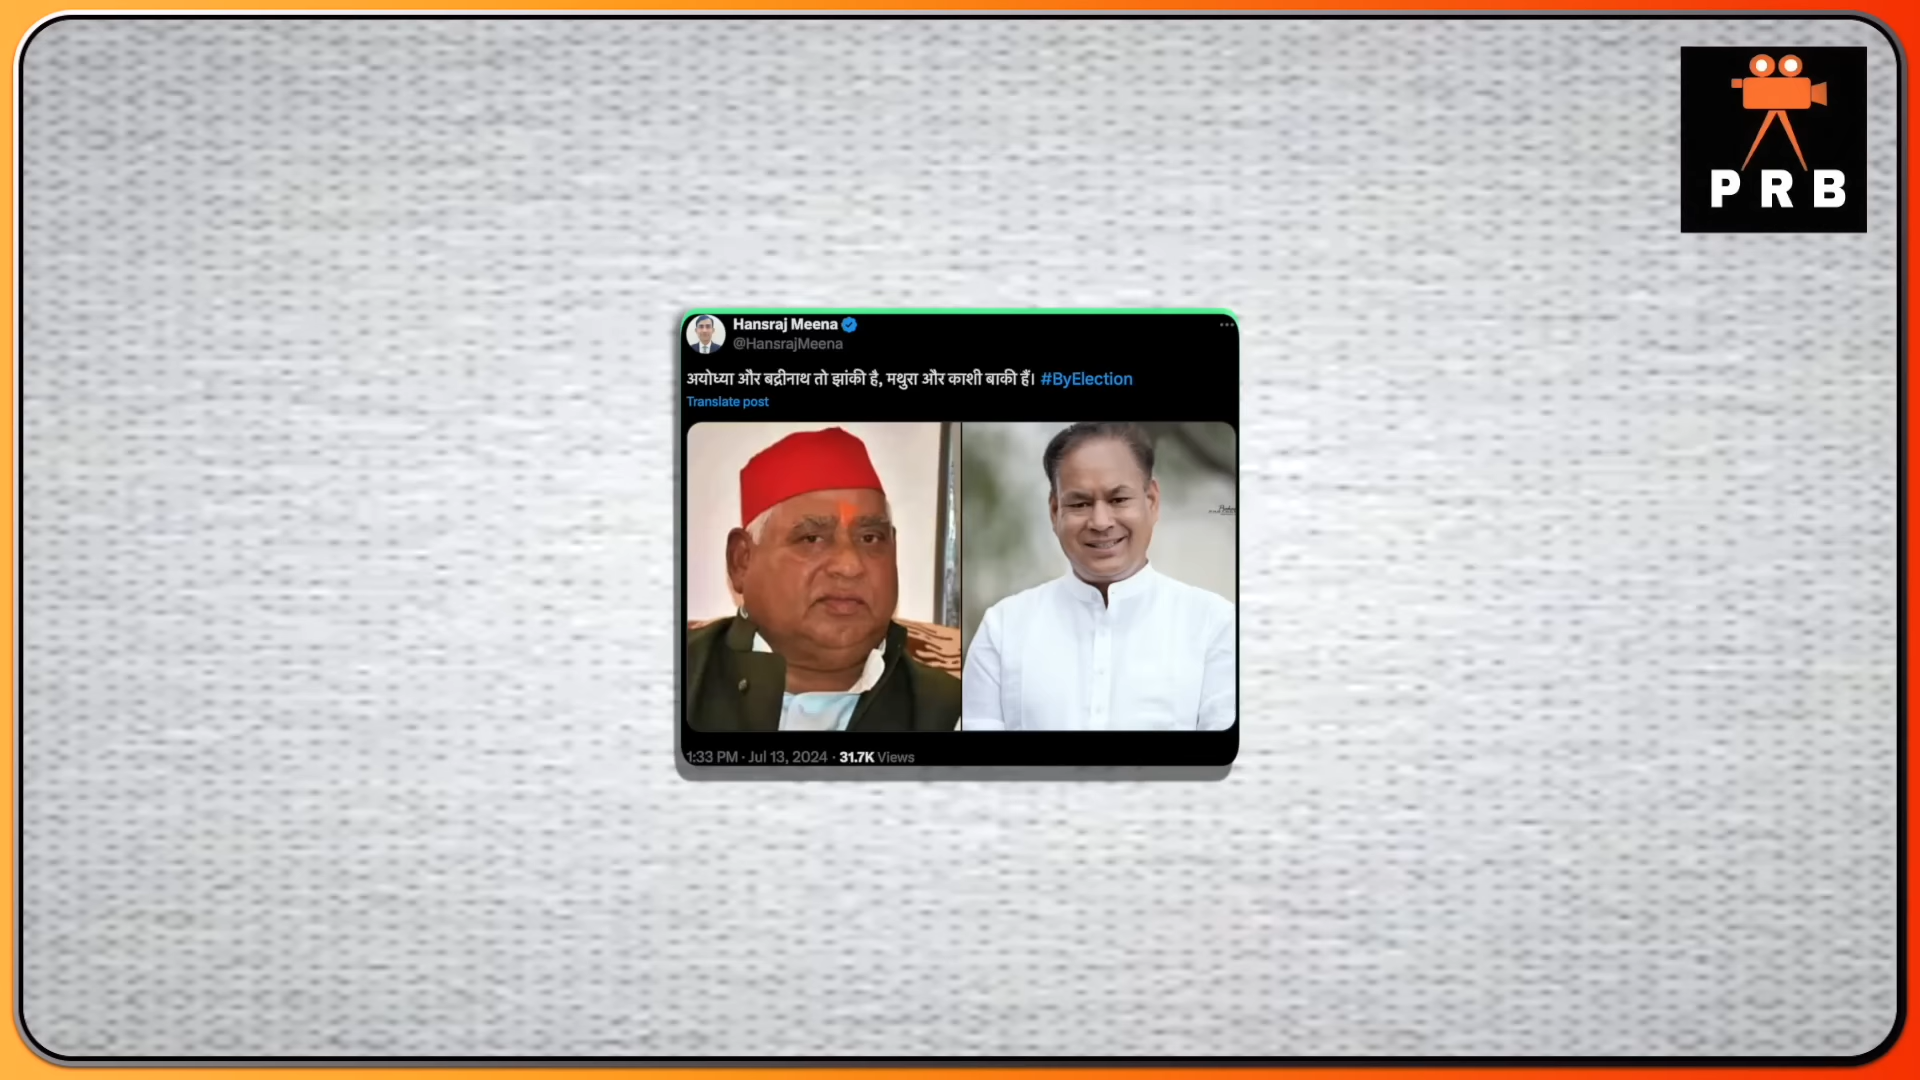 P R B
Hansraj Meena
@HansrajMeena
अयोध्या और बद्रीनाथ तो झांकी है, मथुरा और काशी बाकी हैं। #ByElection
Translate post
1:33 PM · Jul 13, 2024 · 31.7K Views